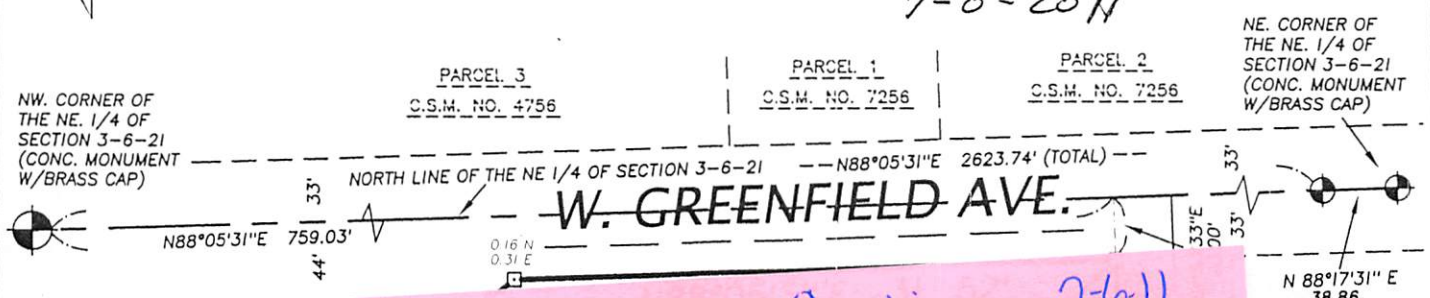 NW. CORNER OF
THE NE. 1/4 OF
SECTION 3-6-21
(CONC. MONUMENT
W/BRASS CAP)
PARCEL 3
C.S.M. NO. 4756
PARCEL 1
C.S.M. NO. 7256
PARCEL 2
C.S.M. NO. 7256
NE. CORNER OF
THE NE. 1/4 OF
SECTION 3-6-21
(CONC. MONUMENT
W/BRASS CAP)
NORTH LINE OF THE NE 1/4 OF SECTION 3-6-21
N88°05'31"E 2623.74' (TOTAL)
33'
33'
W. GREENFIELD AVE.
N88°05'31"E 759.03'
44'
0.16 N
0.31 E
33"E
00'
33'
N 88°17'31" E
38.86